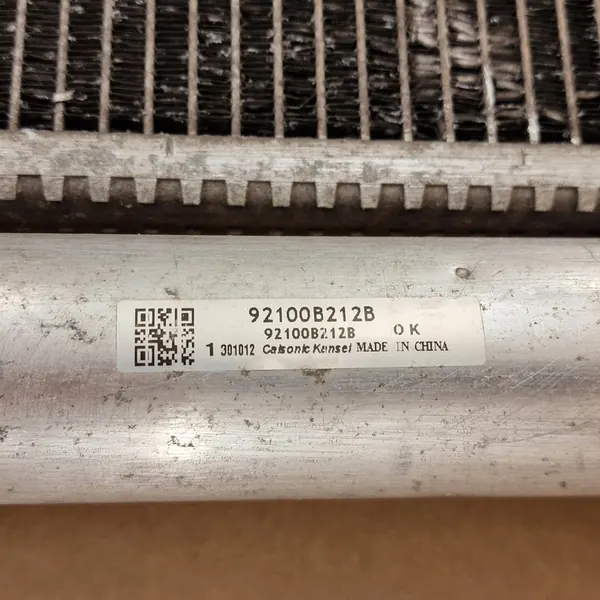 92100B212B
92100B212B OK
1 301012 Calsonic Kansei MADE IN CHINA